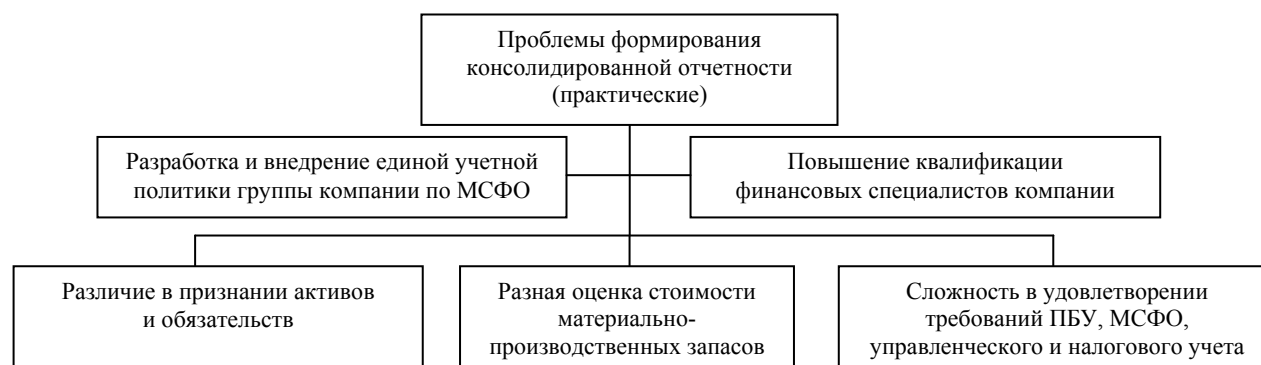 Проблемы формирования
консолидированной отчетности
(практические)
Разработка и внедрение единой учетной
политики группы компании по МСФО
Повышение квалификации
финансовых специалистов компании
Различие в признании активов
и обязательств
Разная оценка стоимости
материально-
производственных запасов
Сложность в удовлетворении
требований ПБУ, МСФО,
управленческого и налогового учета